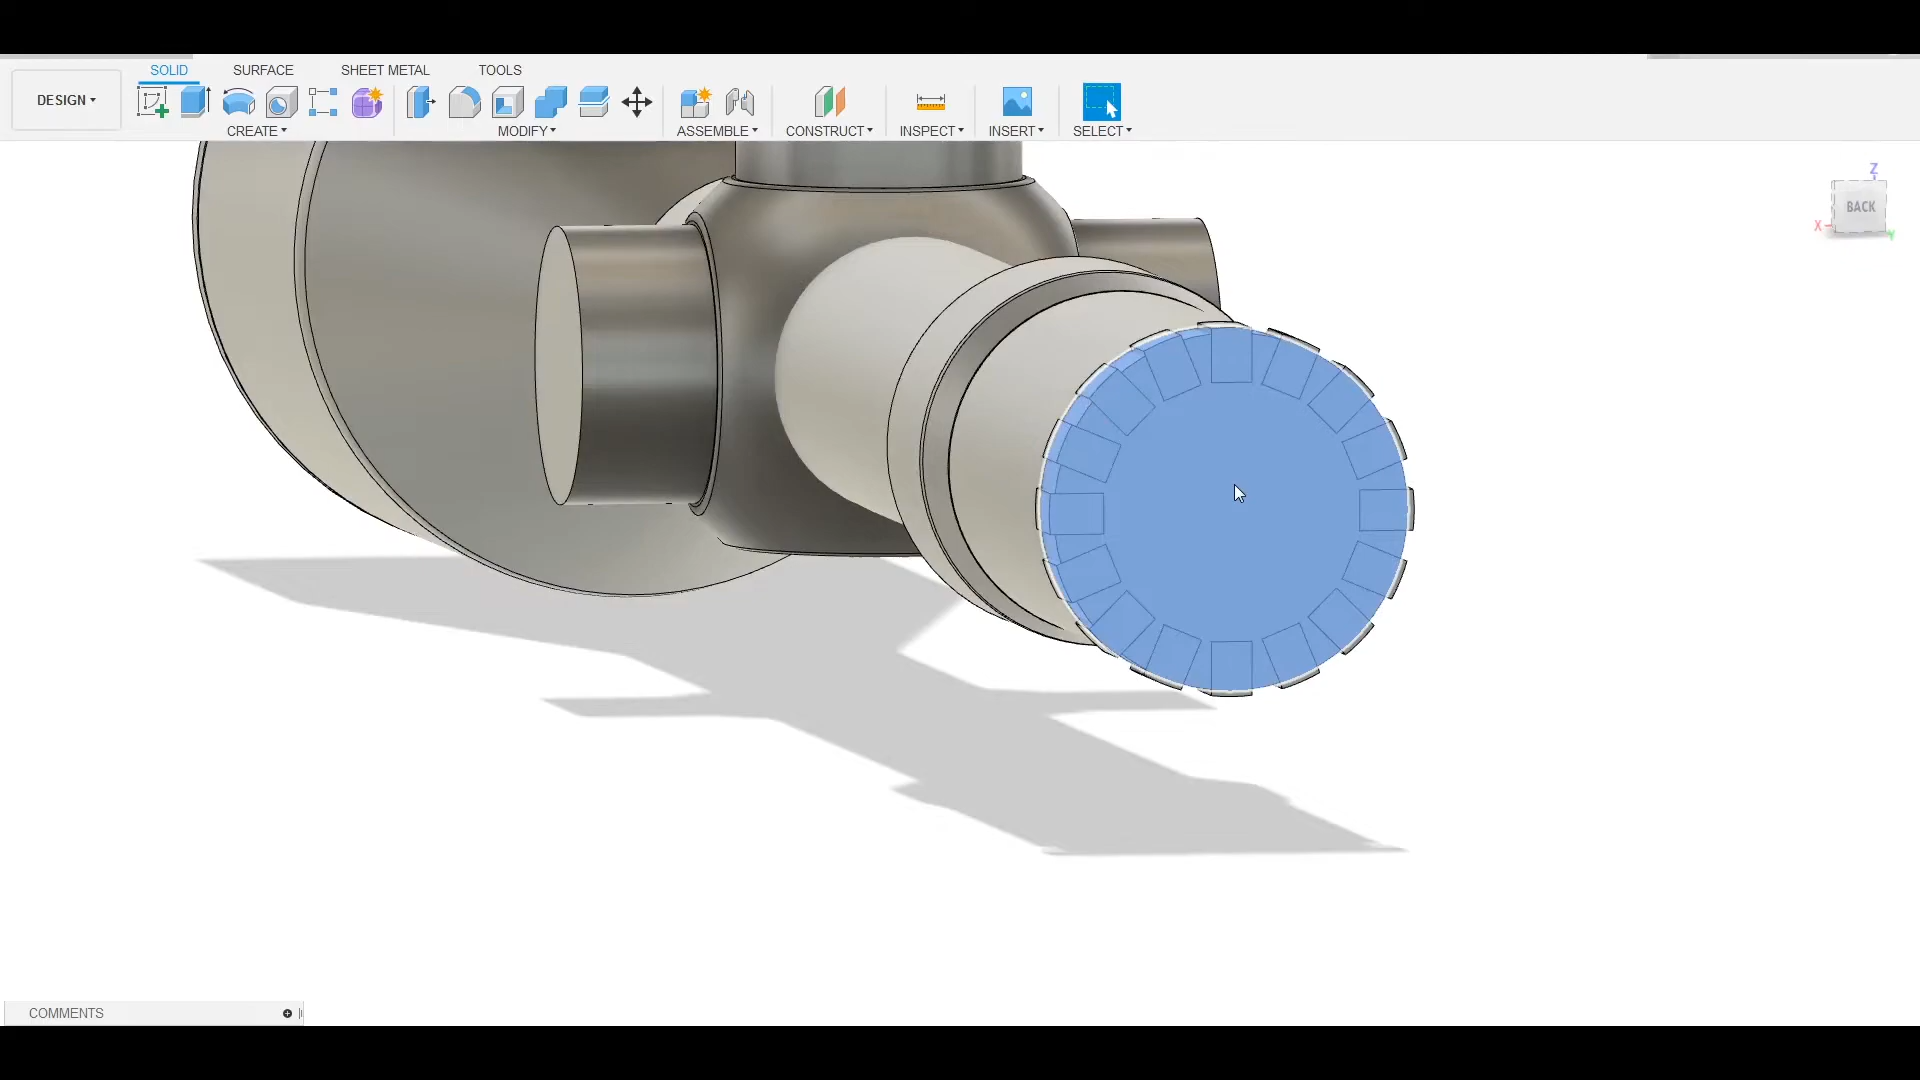 SOLID SURFACE SHEET METAL TOOLS
DESIGN
CREATE MODIFY ASSEMBLE CONSTRUCT INSPECT INSERT SELECT
Z
BACK
X
Y
COMMENTS